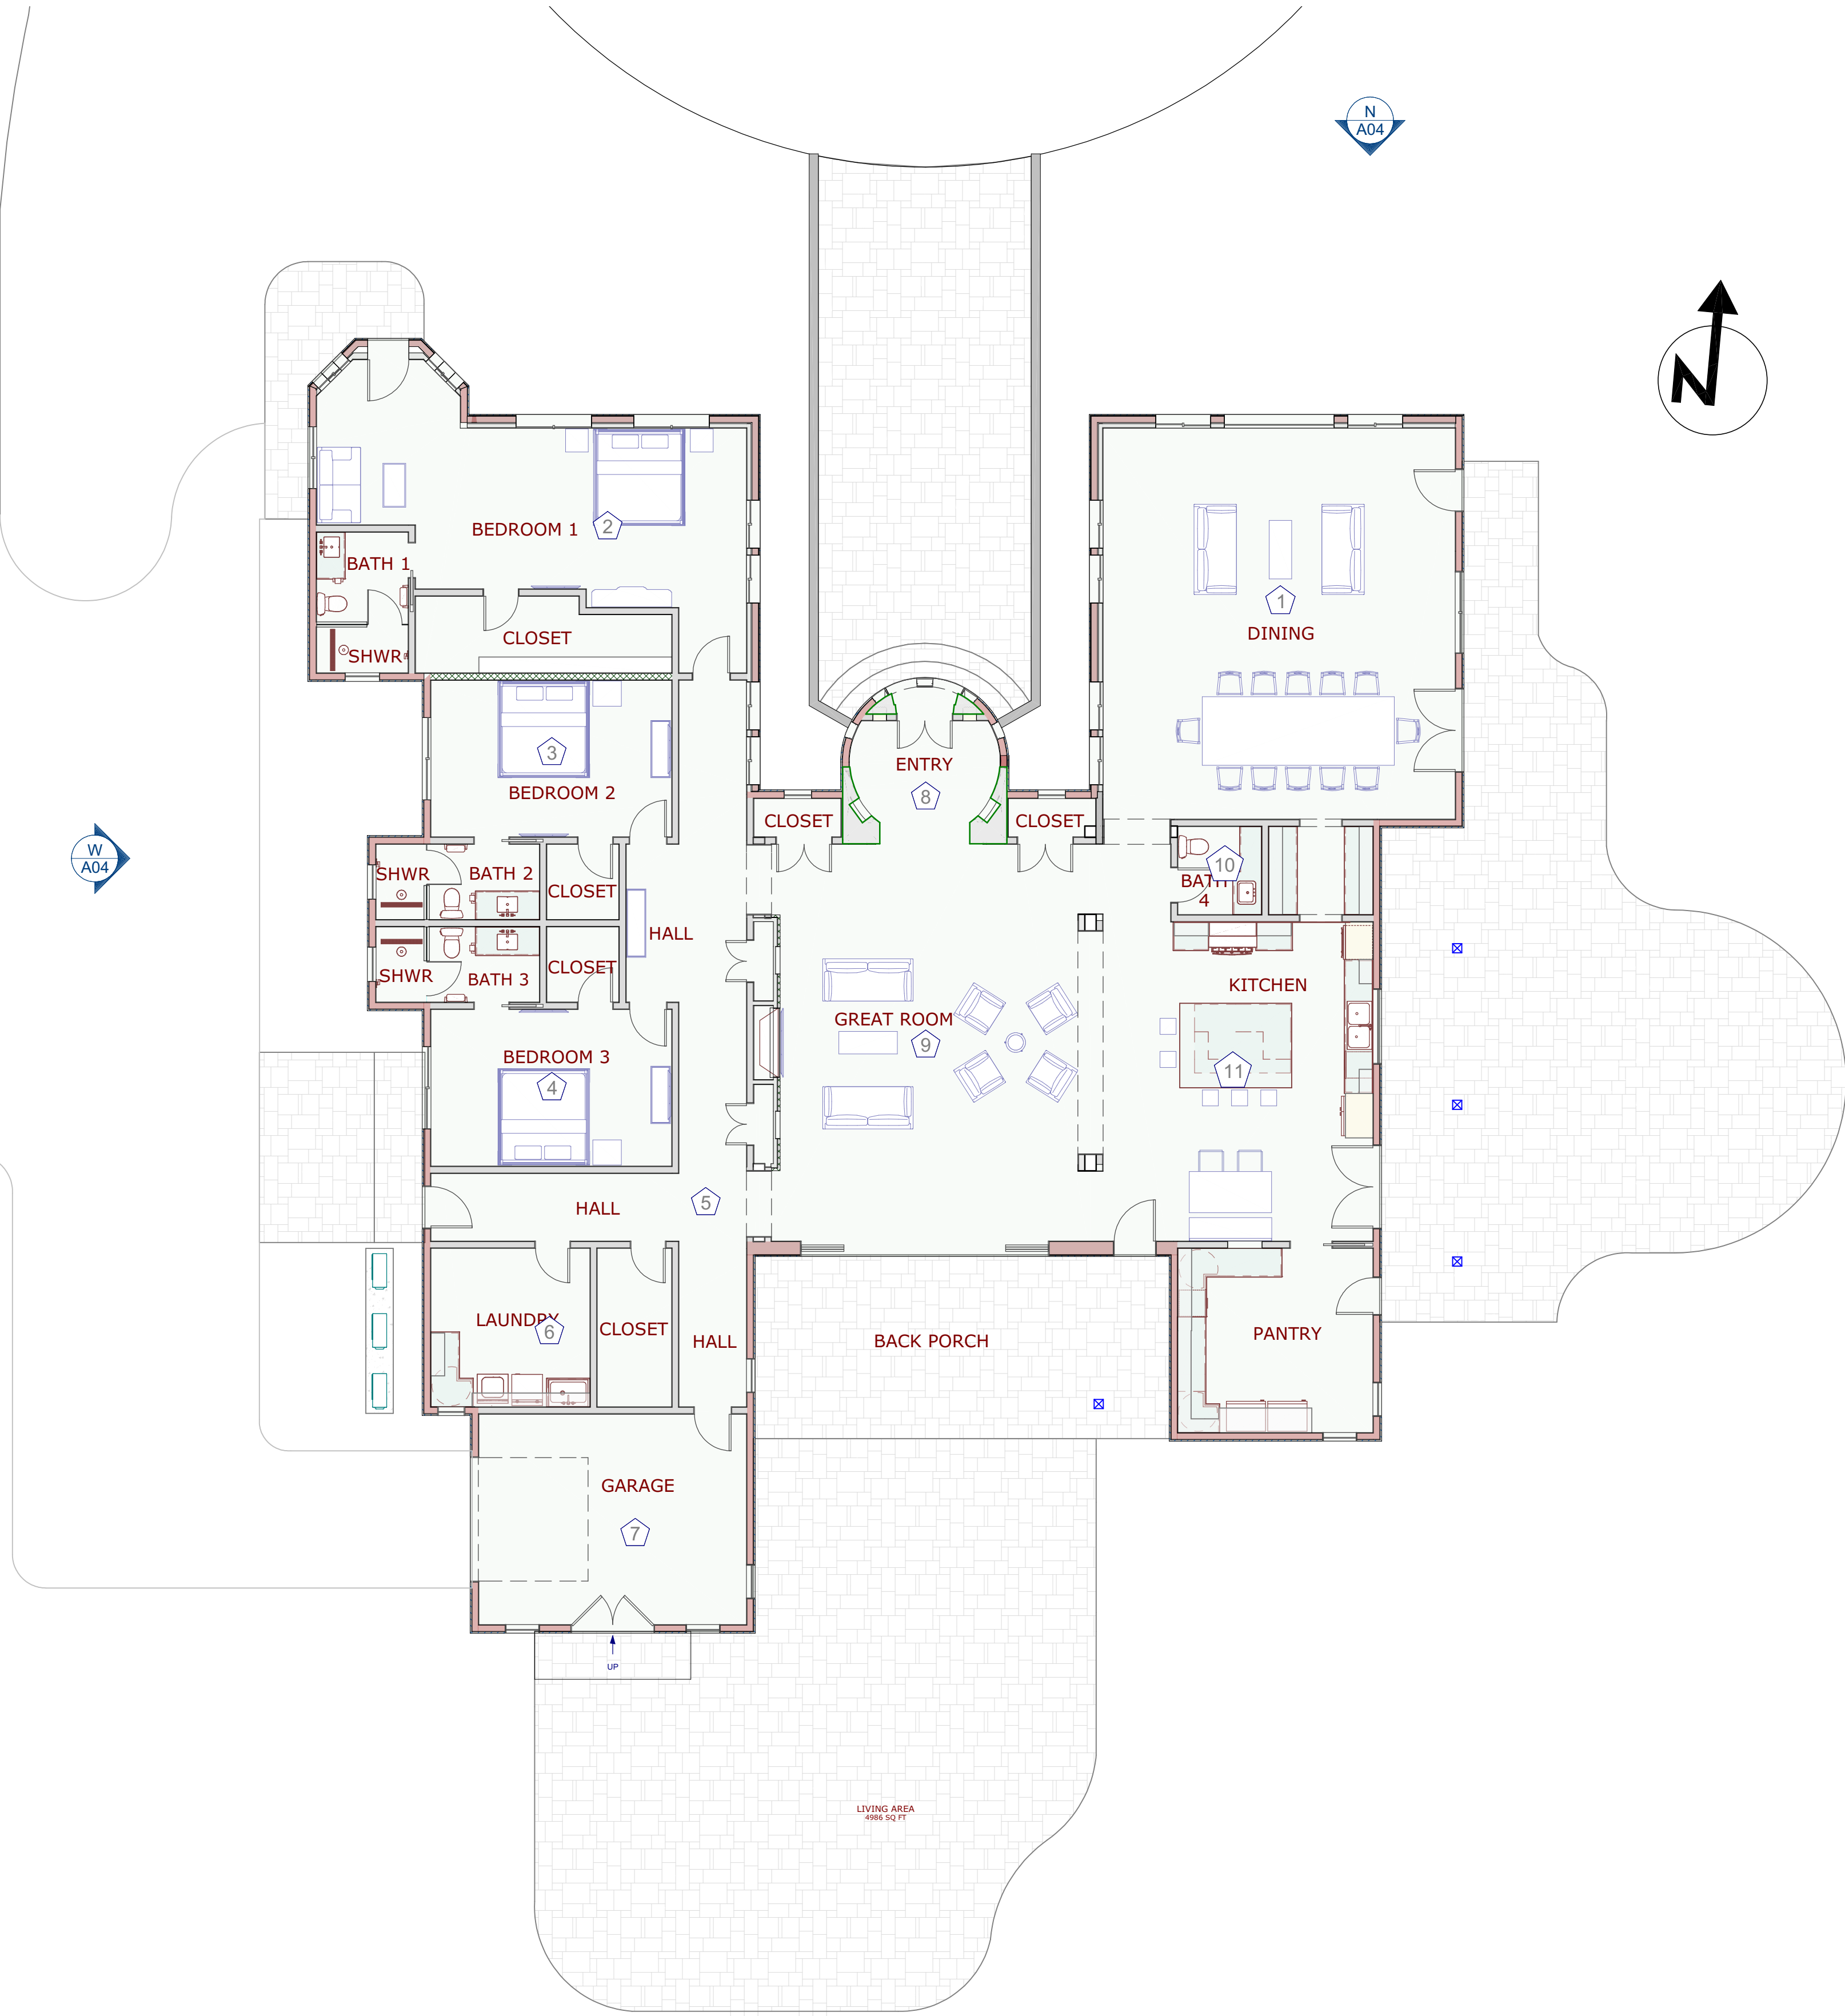 N
A04
N
2
BEDROOM 1
BATH 1
1
DINING
CLOSET
SHWR
3
ENTRY
BEDROOM 2
8
CLOSET
CLOSET
W
A04
SHWR
BATH 2
CLOSET
10
BATH
4
HALL
CLOSET
SHWR
BATH 3
KITCHEN
GREAT ROOM
9
BEDROOM 3
4
11
HALL
5
LAUNDRY
6
CLOSET
HALL
BACK PORCH
PANTRY
GARAGE
7
UP
LIVING AREA
4986 SQ FT